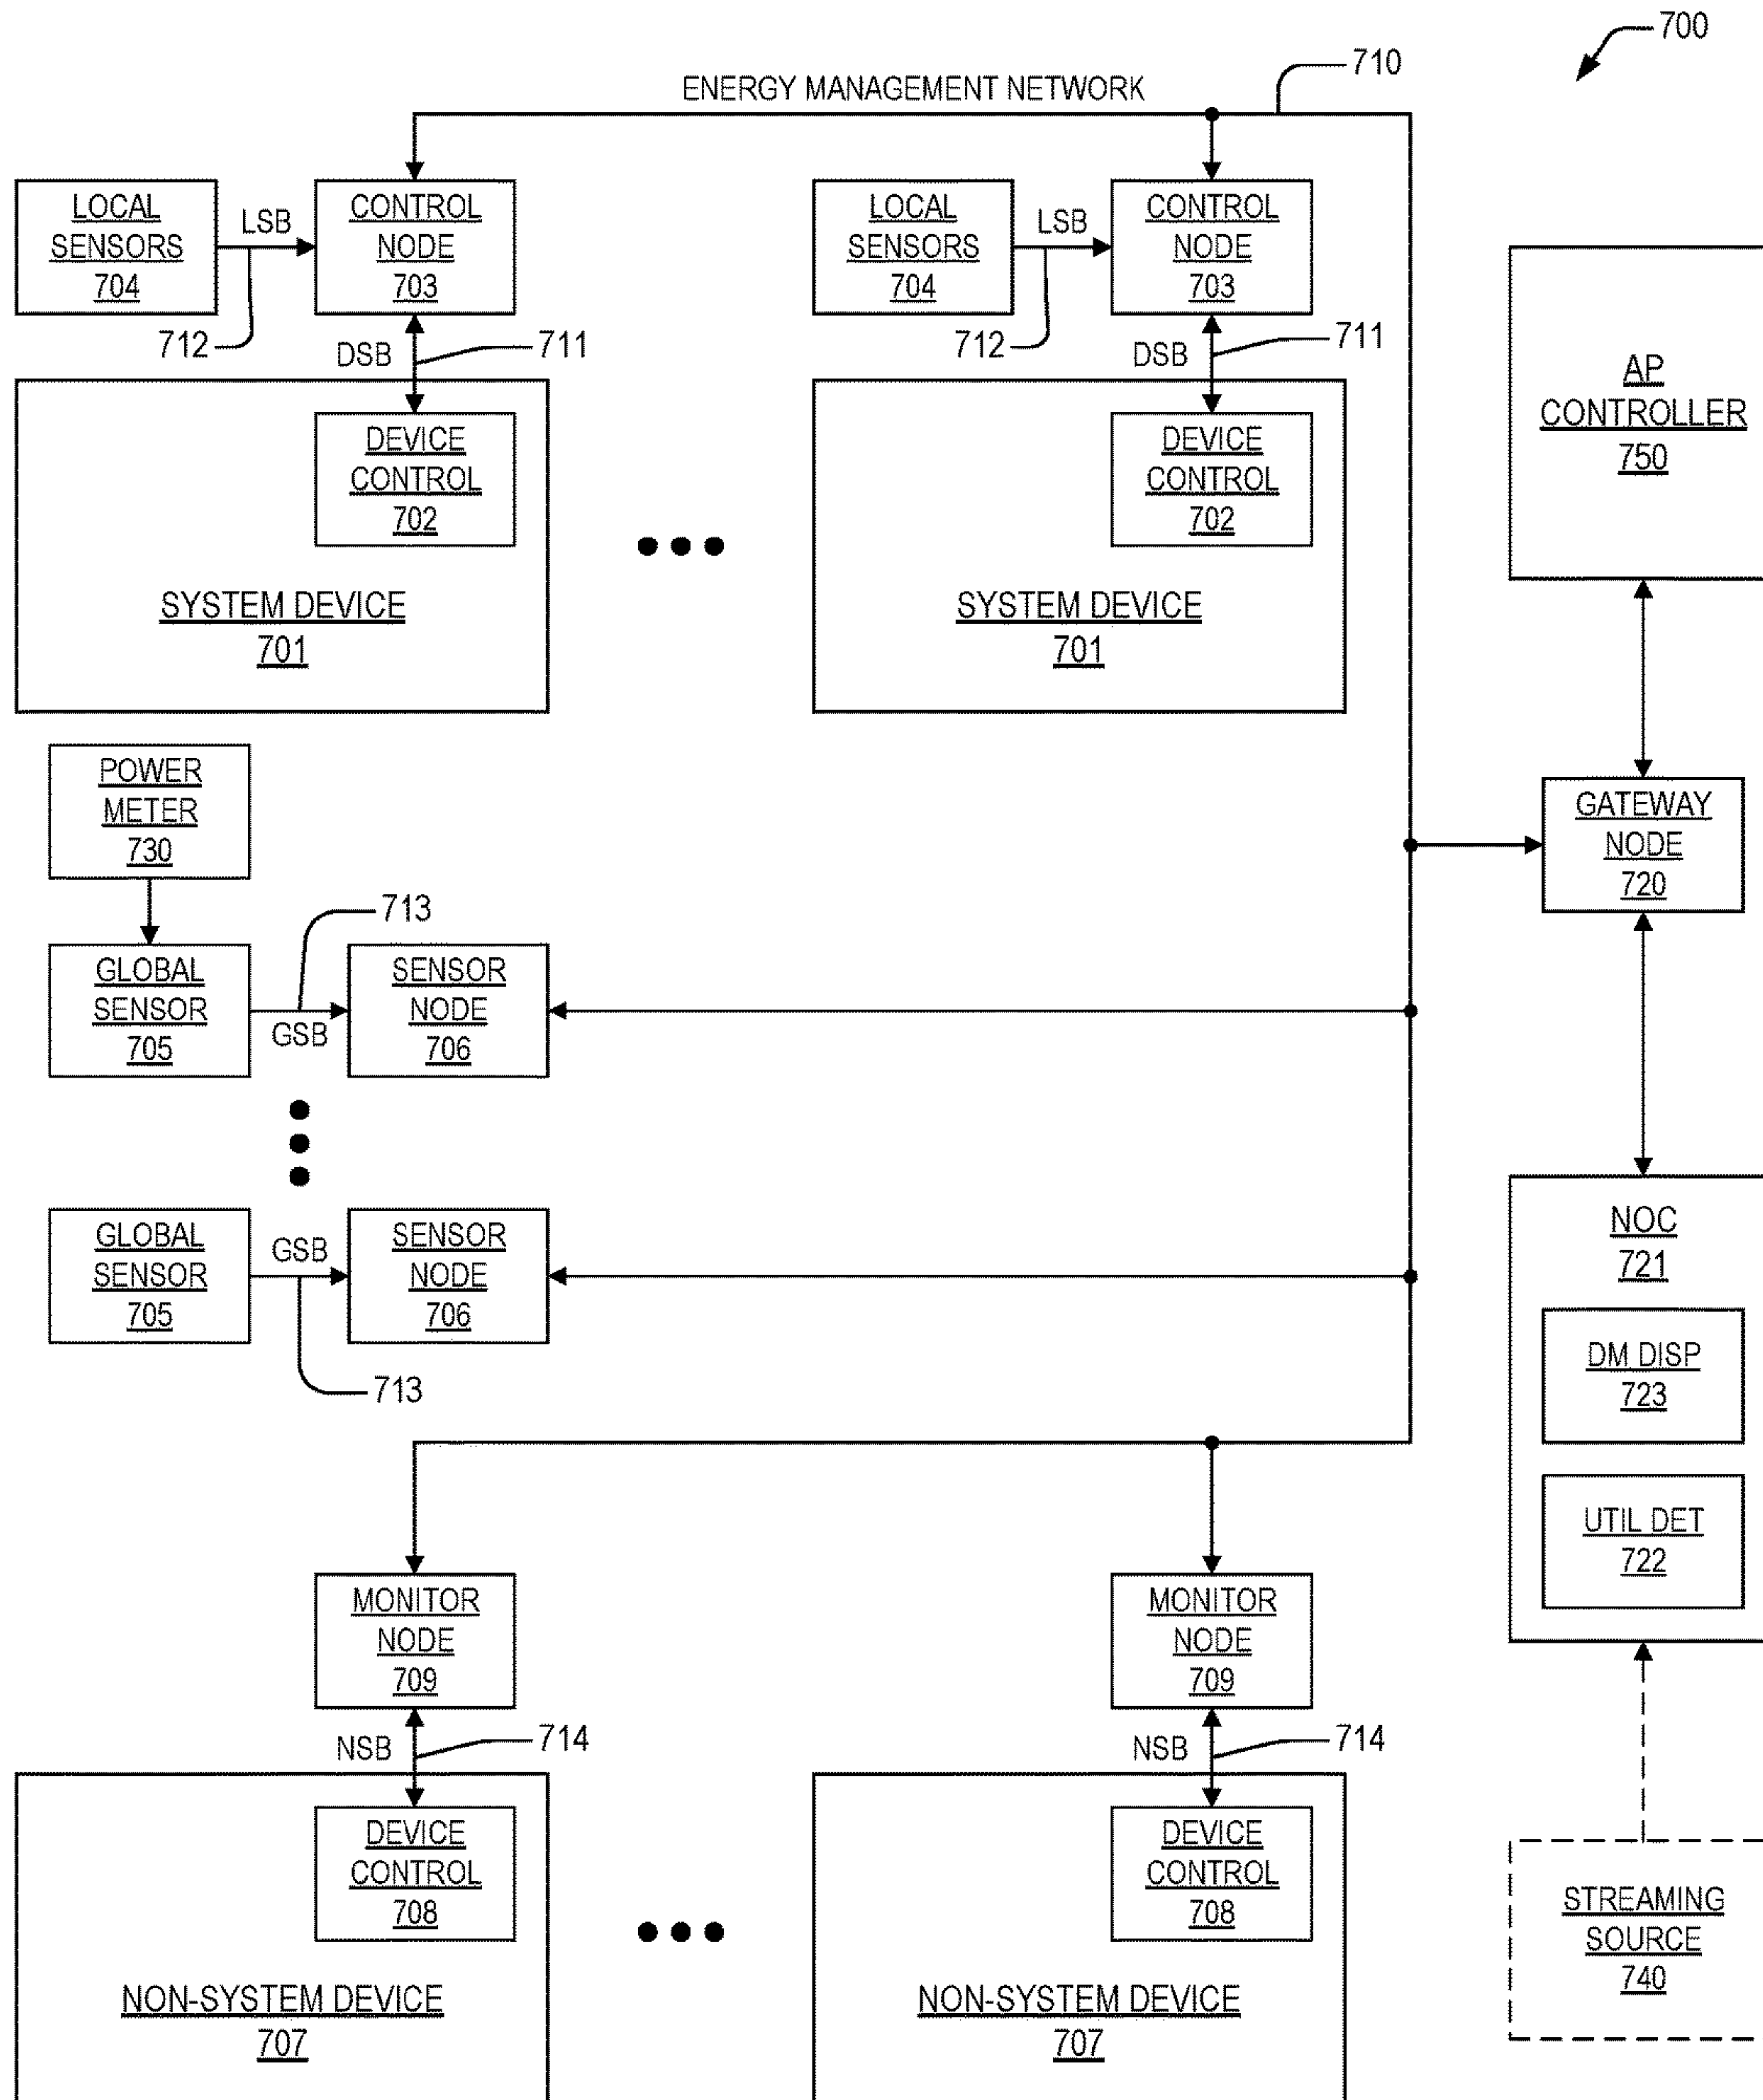 700
710
ENERGY MANAGEMENT NETWORK
LOCAL
SENSORS
704
LSB
712
CONTROL
NODE
703
DSB
711
DEVICE
CONTROL
702
SYSTEM DEVICE
701
LOCAL
SENSORS
704
LSB
712
CONTROL
NODE
703
DSB
711
DEVICE
CONTROL
702
SYSTEM DEVICE
701
AP
CONTROLLER
750
POWER
METER
730
GATEWAY
NODE
720
713
GLOBAL
SENSOR
705
GSB
SENSOR
NODE
706
GLOBAL
SENSOR
705
GSB
713
SENSOR
NODE
706
NOC
721
DM DISP
723
UTIL DET
722
MONITOR
NODE
709
NSB
714
DEVICE
CONTROL
708
NON-SYSTEM DEVICE
707
MONITOR
NODE
709
NSB
714
DEVICE
CONTROL
708
NON-SYSTEM DEVICE
707
STREAMING
SOURCE
740